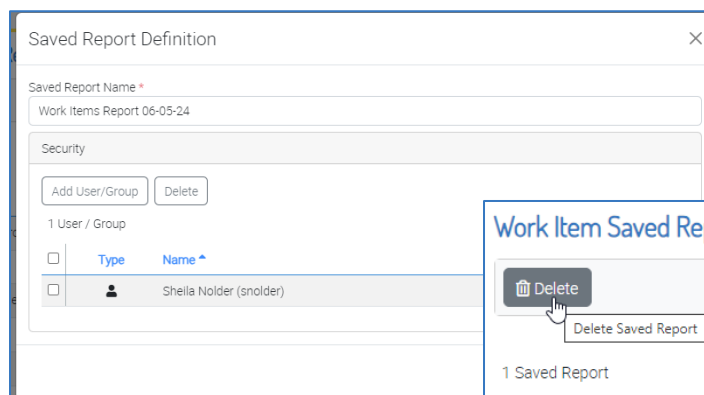 Saved Report Definition
Saved Report Name *
Work Items Report 06-05-24
Security
Add User/Group Delete
1 User / Group
Type Name
Sheila Nolder (snolder)
Work Item Saved
Delete
Delete Saved Report
1 Saved Report